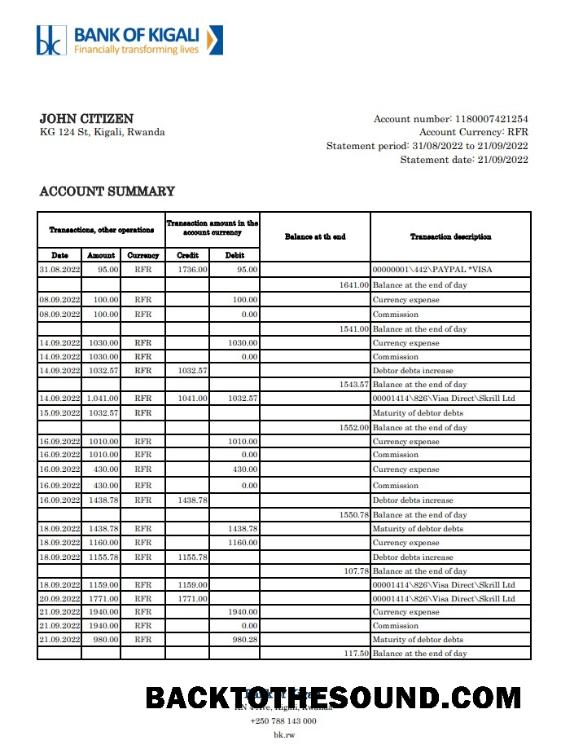 bk BANK OF KIGALI
Financially transforming lives
JOHN CITIZEN
KG 124 St, Kigali, Rwanda
Account number: 1180007421254
Account Currency: RFR
Statement period: 31/08/2022 to 21/09/2022
Statement date: 21/09/2022
ACCOUNT SUMMARY
Transactions, other operations Transaction amount in the account currency Balance at th end Transaction description
Date Amount Currency Credit Debit
31.08.2022 95.00 RFR 1736.00 95.00 00000001\442\PAYPAL *VISA
1641.00 Balance at the end of day
08.09.2022 100.00 RFR 100.00 Currency expense
08.09.2022 100.00 RFR 0.00 Commission
1541.00 Balance at the end of day
14.09.2022 1030.00 RFR 1030.00 Currency expense
14.09.2022 1030.00 RFR 0.00 Commission
14.09.2022 1032.57 RFR 1032.57 Debtor debts increase
1543.57 Balance at the end of day
14.09.2022 1,041.00 RFR 1041.00 1032.57 00001414\826\Visa Direct\Skrill Ltd
15.09.2022 1032.57 RFR Maturity of debtor debts
1552.00 Balance at the end of day
16.09.2022 1010.00 RFR 1010.00 Currency expense
16.09.2022 1010.00 RFR 0.00 Commission
16.09.2022 430.00 RFR 430.00 Currency expense
16.09.2022 430.00 RFR 0.00 Commission
16.09.2022 1438.78 RFR 1438.78 Debtor debts increase
1550.78 Balance at the end of day
18.09.2022 1438.78 RFR 1438.78 Maturity of debtor debts
18.09.2022 1160.00 RFR 1160.00 Currency expense
18.09.2022 1155.78 RFR 1155.78 Debtor debts increase
107.78 Balance at the end of day
18.09.2022 1159.00 RFR 1159.00 00001414\826\Visa Direct\Skrill Ltd
20.09.2022 1771.00 RFR 1771.00 00001414\826\Visa Direct\Skrill Ltd
21.09.2022 1940.00 RFR 1940.00 Currency expense
21.09.2022 1940.00 RFR 0.00 Commission
21.09.2022 980.00 RFR 980.28 Maturity of debtor debts
117.50 Balance at the end of day
BACKTOTHESOUND.COM
+250 788 143 000
bk.rw